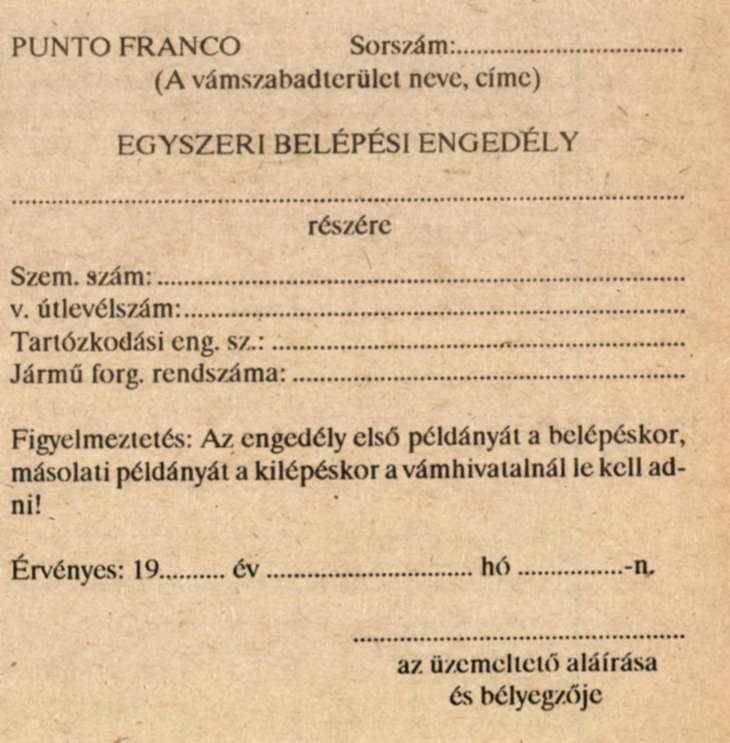 PUNTO FRANCO Sorszám:..................................
(A vámszabadterület neve, címe)
EGYSZERI BELÉPÉSI ENGEDÉLY
....................................................................................................
részére
Szem. szám: ...............................................................................
v. útlevélszám:...........................................................................
Tartózkodási eng. sz.: ..............................................................
Jármű forg. rendszáma: ...........................................................
Figyelmeztetés: Az engedély első példányát a belépéskor,
másolati példányát a kilépéskor a vámhivatalnál le kell ad-
ni!
Érvényes: 19.......... év ............................... hó ................-n.
.................................................
az üzemeltető aláírása
és bélyegzője